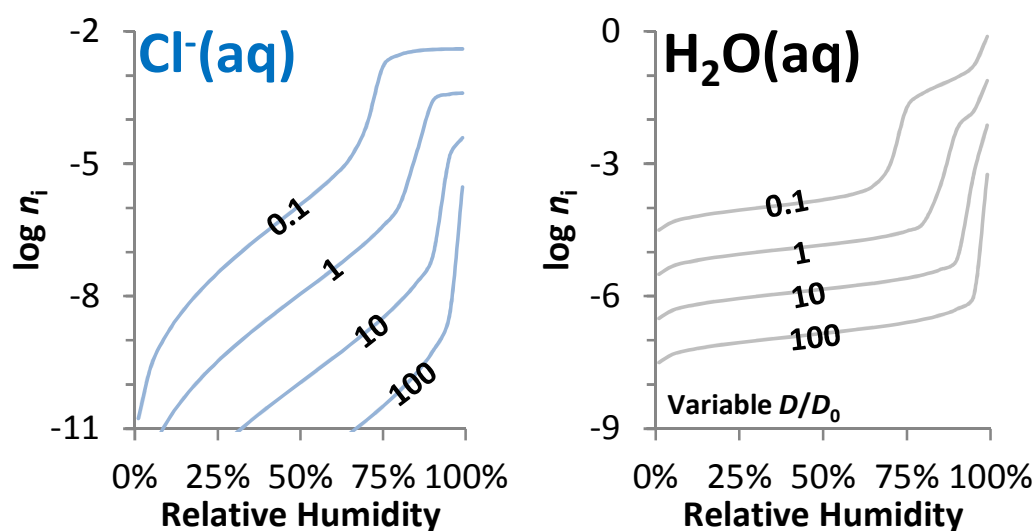 Cl⁻(aq)
log nᵢ
-2
-5
-8
-11
0.1
1
10
100
0% 25% 50% 75% 100%
Relative Humidity
H₂O(aq)
log nᵢ
0
-3
-6
-9
0.1
1
10
100
Variable D/D₀
0% 25% 50% 75% 100%
Relative Humidity